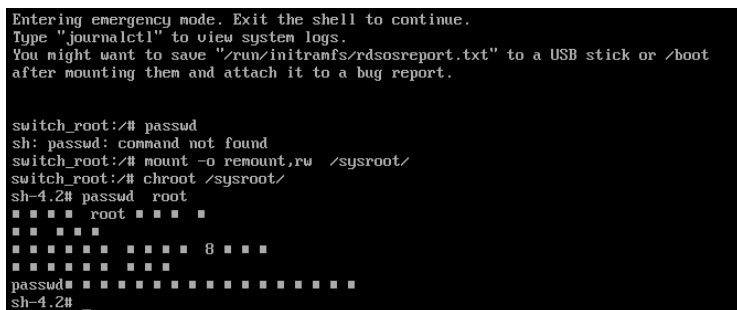 Entering emergency mode. Exit the shell to continue.
Type "journalctl" to view system logs.
You might want to save "/run/initramfs/rdsosreport.txt" to a USB stick or /boot
after mounting them and attach it to a bug report.
switch_root:/# passwd
sh: passwd: command not found
switch_root:/# mount -o remount,rw  /sysroot/
switch_root:/# chroot /sysroot/
sh-4.2# passwd  root
■ ■ ■ ■  root ■ ■ ■  ■
■ ■  ■ ■ ■
■ ■ ■ ■ ■ ■  ■ ■ ■ ■  8 ■ ■ ■
■ ■ ■ ■ ■ ■  ■ ■ ■
passwd■ ■ ■ ■ ■ ■ ■ ■ ■ ■ ■ ■ ■ ■ ■ ■ ■
sh-4.2# _